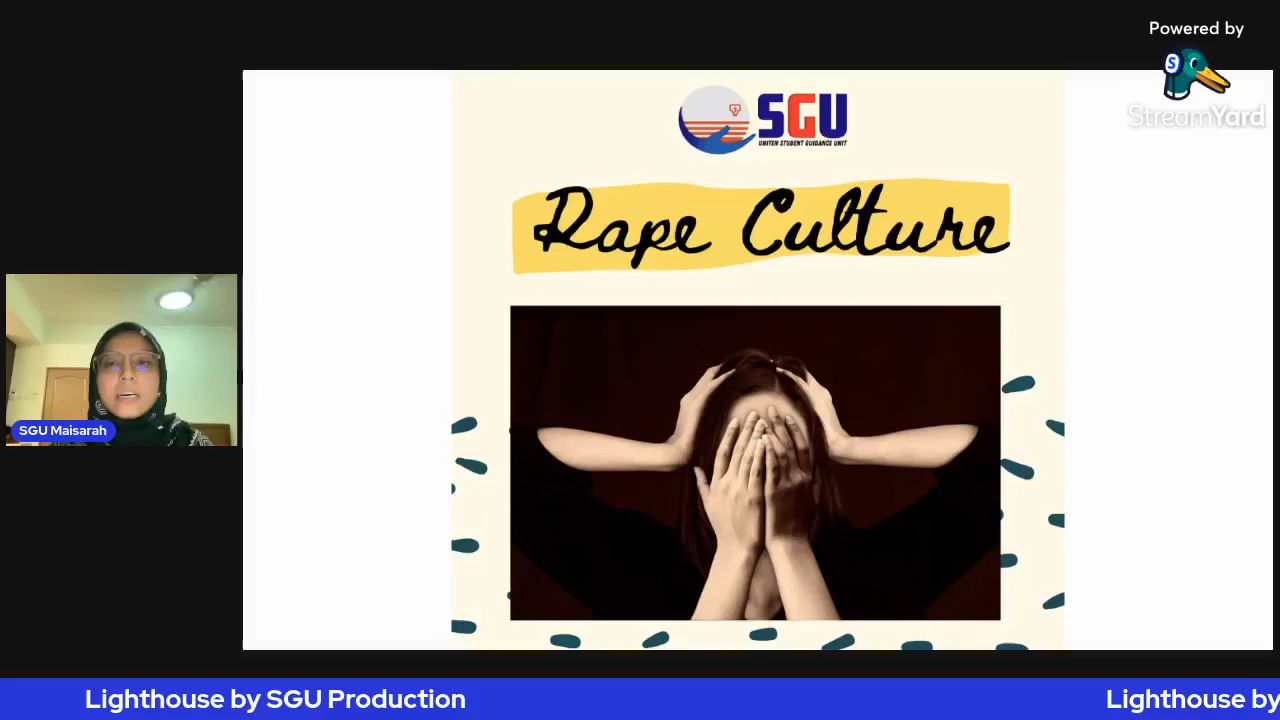 Powered by
S
StreamYard
SGU
UNITEN STUDENT GUIDANCE UNIT
Rape Culture
SGU Maisarah
Lighthouse by SGU Production
Lighthouse by